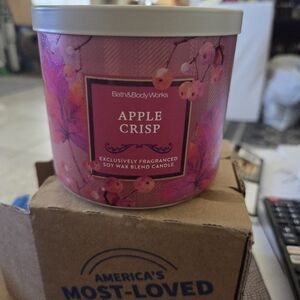 Bath&BodyWorks
APPLE
CRISP
EXCLUSIVELY FRAGRANCED
SOY WAX BLEND CANDLE
AMERICA'S
MOST-LOVED